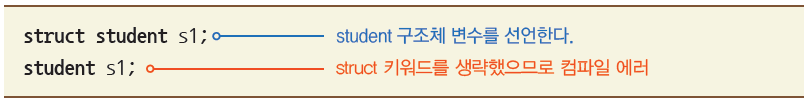 struct student s1; student 구조체 변수를 선언한다.
student s1; struct 키워드를 생략했으므로 컴파일 에러